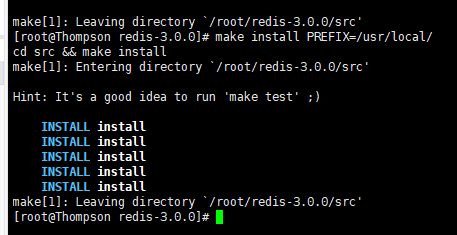 make[1]: Leaving directory `/root/redis-3.0.0/src'
[root@Thompson redis-3.0.0]# make install PREFIX=/usr/local/
cd src && make install
make[1]: Entering directory `/root/redis-3.0.0/src'
Hint: It's a good idea to run 'make test' ;)
INSTALL install
INSTALL install
INSTALL install
INSTALL install
INSTALL install
make[1]: Leaving directory `/root/redis-3.0.0/src'
[root@Thompson redis-3.0.0]#